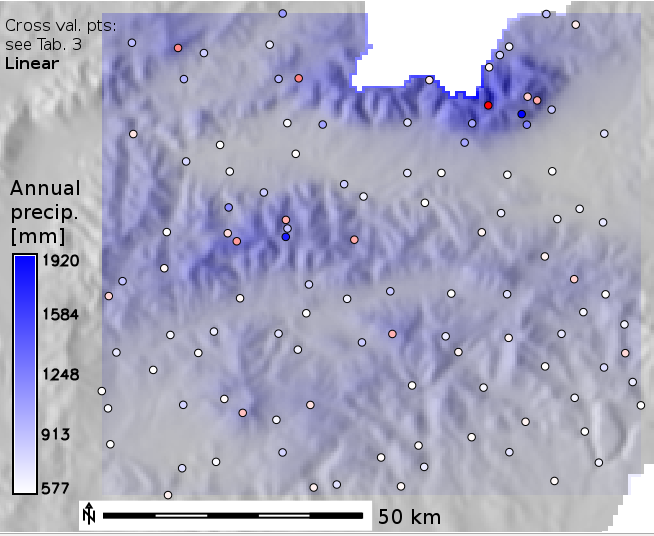 Cross val. pts:
see Tab. 3
Linear
Annual
precip.
[mm]
1920
1584
1248
913
577
N
50 km